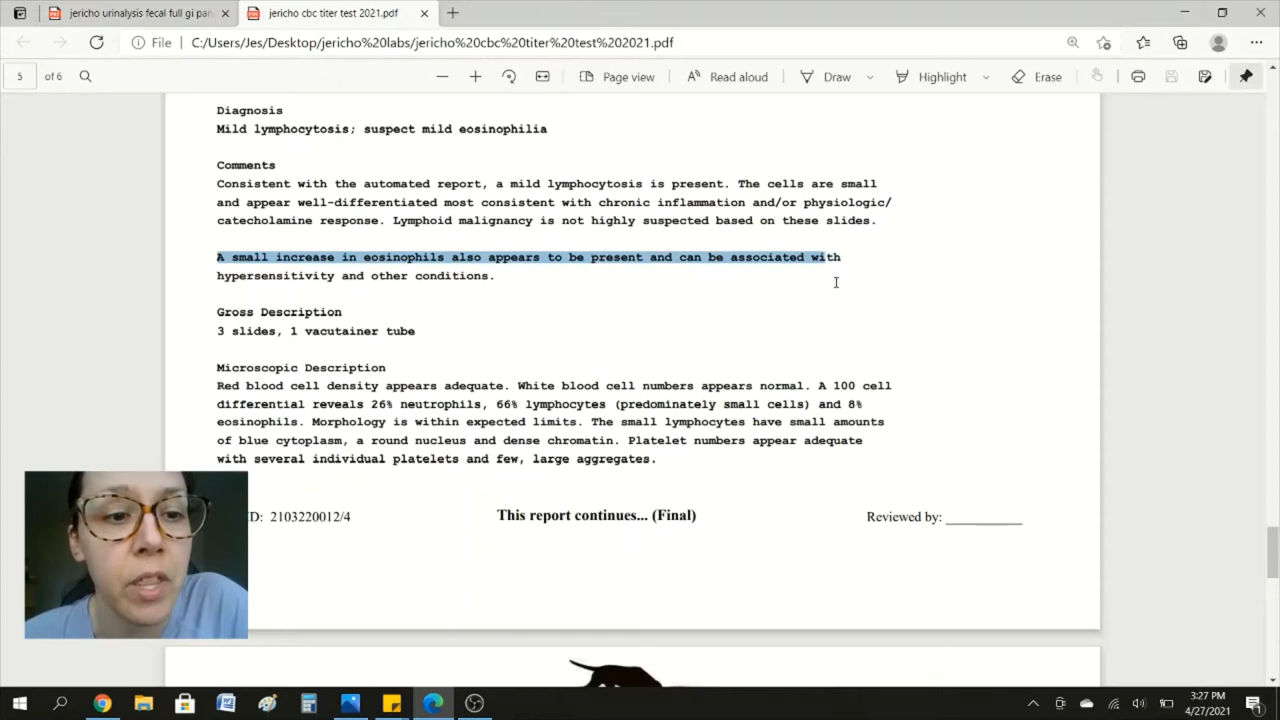 jericho urinalysis fecal full gi pan
jericho cbc titer test 2021.pdf
File
C:/Users/Jes/Desktop/jericho%20labs/jericho%20cbc%20titer%20test%202021.pdf
5 of 6
Page view
Read aloud
Draw
Highlight
Erase
Diagnosis
Mild lymphocytosis; suspect mild eosinophilia
Comments
Consistent with the automated report, a mild lymphocytosis is present. The cells are small
and appear well-differentiated most consistent with chronic inflammation and/or physiologic/
catecholamine response. Lymphoid malignancy is not highly suspected based on these slides.
A small increase in eosinophils also appears to be present and can be associated with
hypersensitivity and other conditions.
Gross Description
3 slides, 1 vacutainer tube
Microscopic Description
Red blood cell density appears adequate. White blood cell numbers appears normal. A 100 cell
differential reveals 26% neutrophils, 66% lymphocytes (predominately small cells) and 8%
eosinophils. Morphology is within expected limits. The small lymphocytes have small amounts
of blue cytoplasm, a round nucleus and dense chromatin. Platelet numbers appear adequate
with several individual platelets and few, large aggregates.
ID: 2103220012/4
This report continues... (Final)
Reviewed by:
3:27 PM
4/27/2021